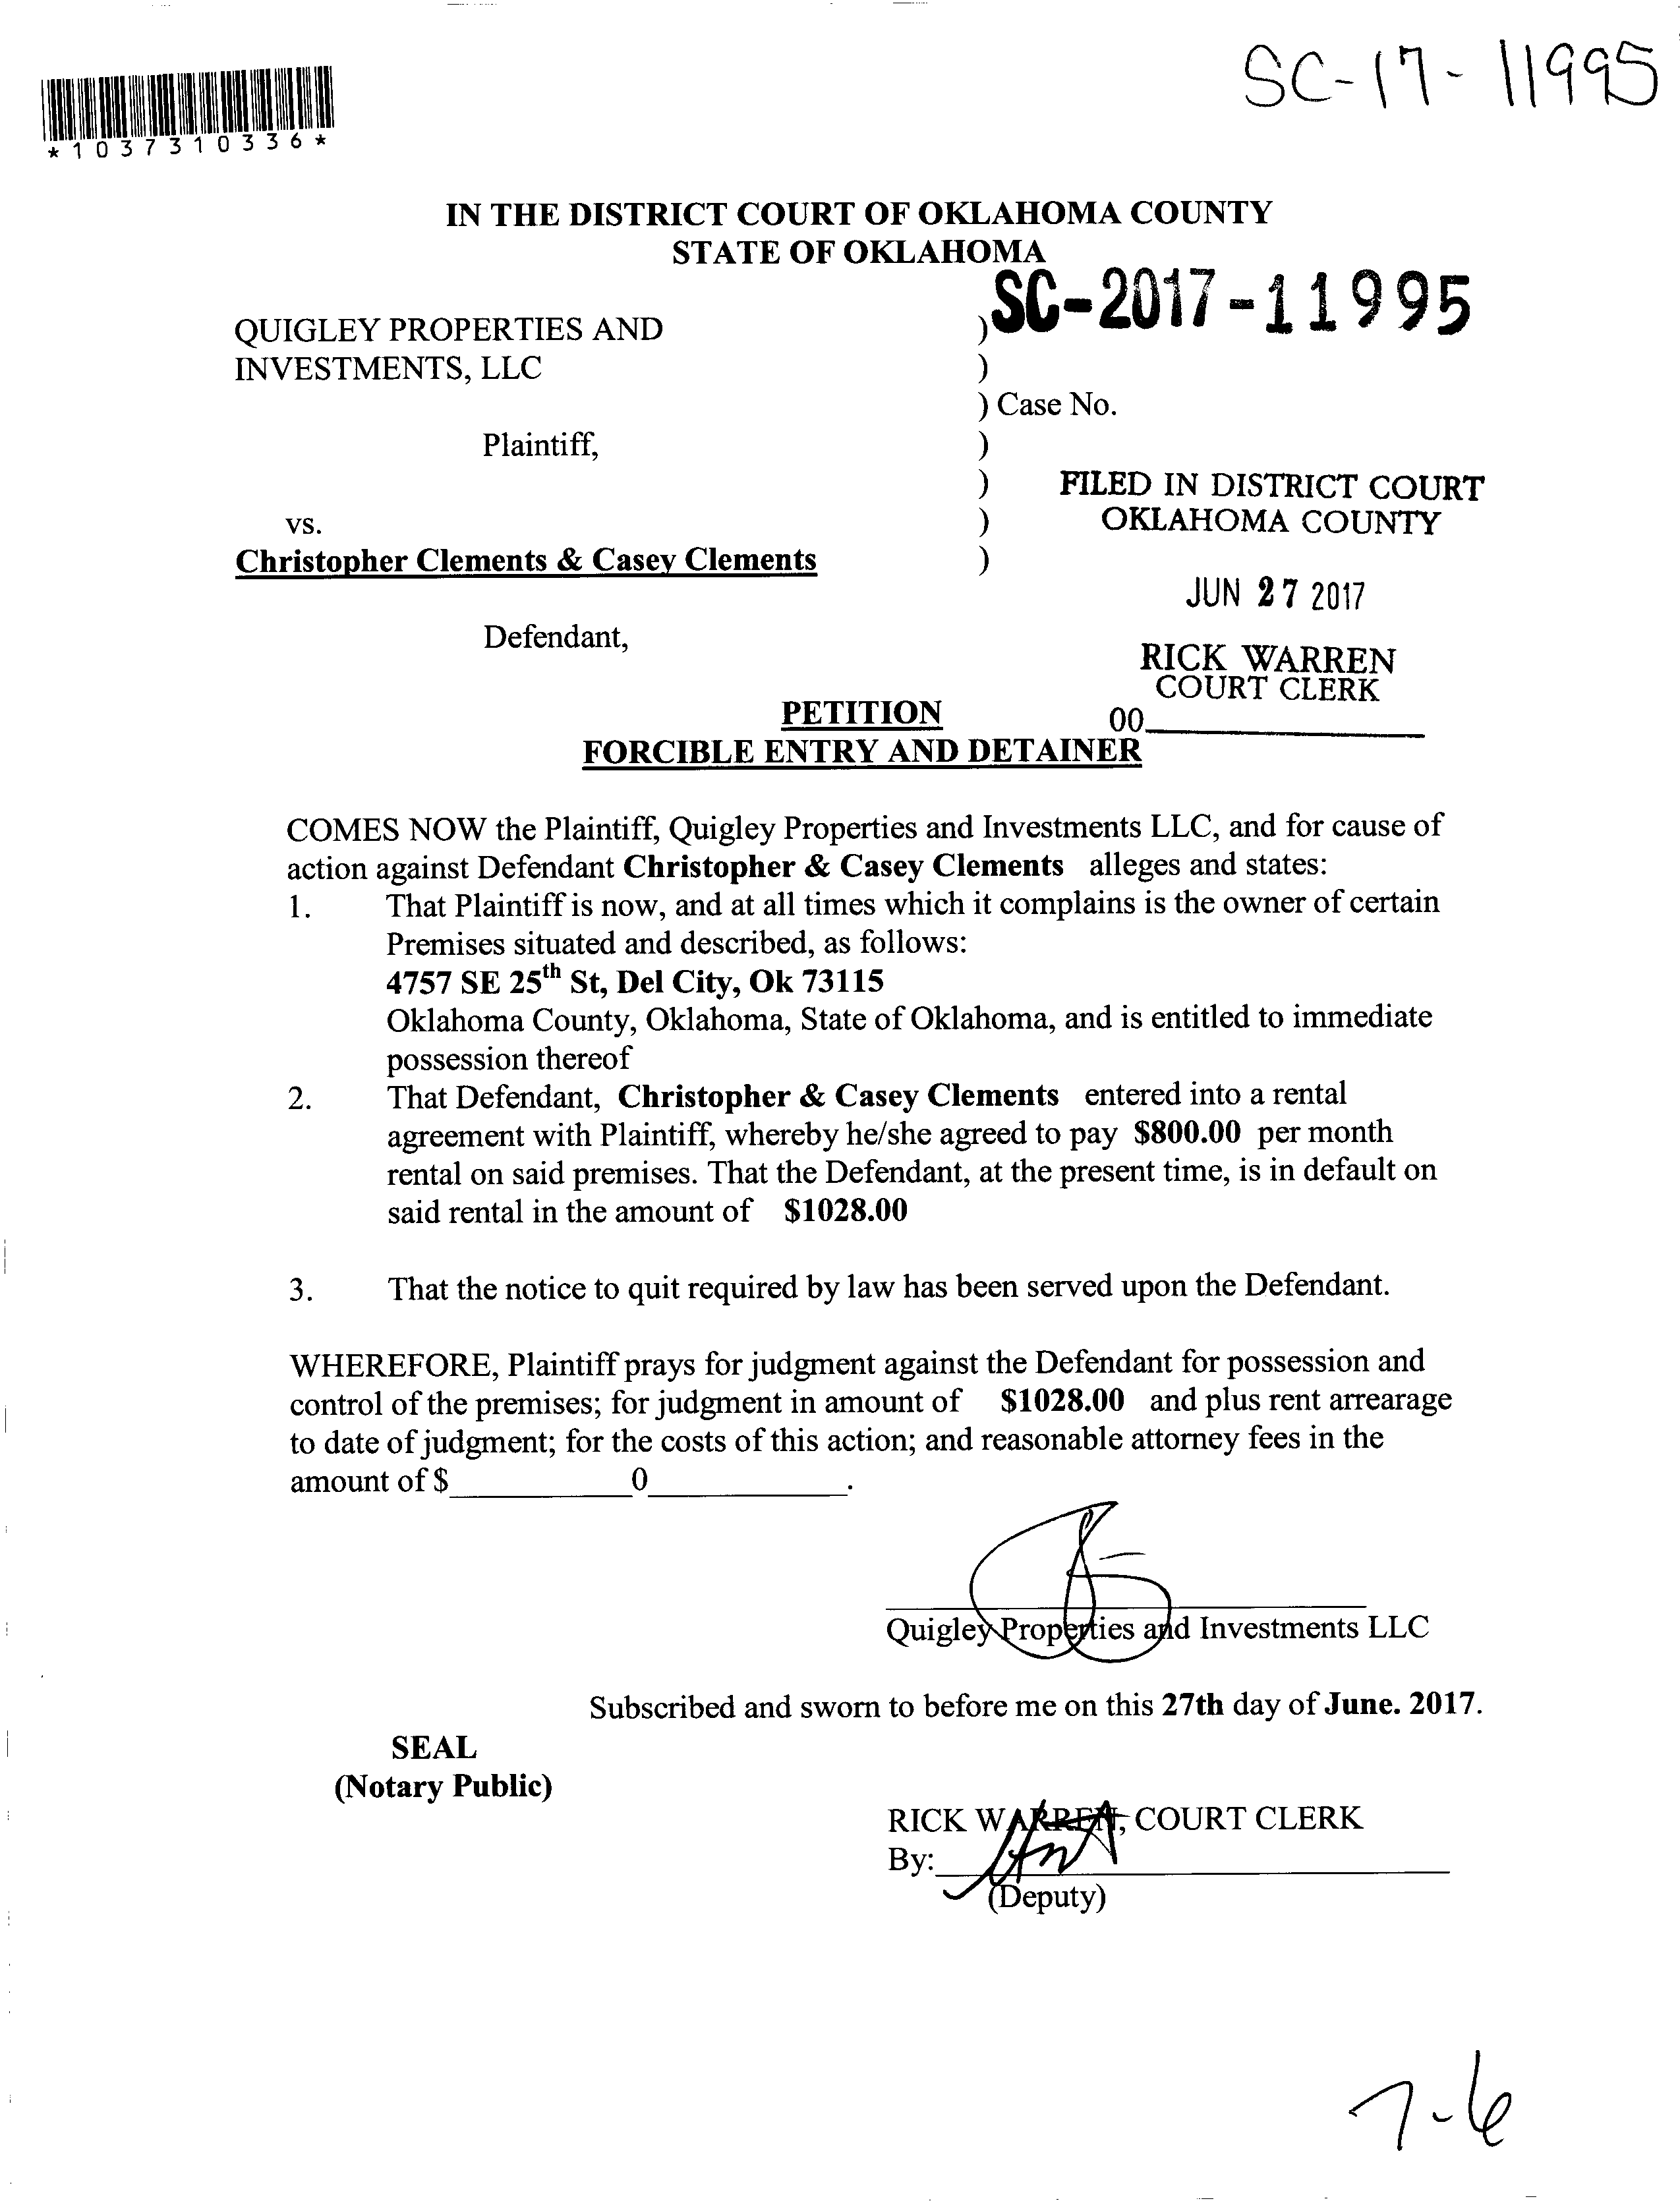 SC-17-11995
*1037310336*
IN THE DISTRICT COURT OF OKLAHOMA COUNTY
STATE OF OKLAHOMA
SC-2017-11995
QUIGLEY PROPERTIES AND )
INVESTMENTS, LLC )
) Case No.
Plaintiff, )
) FILED IN DISTRICT COURT
vs. ) OKLAHOMA COUNTY
Christopher Clements & Casey Clements )
JUN 27 2017
Defendant,
RICK WARREN
COURT CLERK
PETITION 00
FORCIBLE ENTRY AND DETAINER
COMES NOW the Plaintiff, Quigley Properties and Investments LLC, and for cause of
action against Defendant Christopher & Casey Clements alleges and states:
1. That Plaintiff is now, and at all times which it complains is the owner of certain
Premises situated and described, as follows:
4757 SE 25th St, Del City, Ok 73115
Oklahoma County, Oklahoma, State of Oklahoma, and is entitled to immediate
possession thereof
2. That Defendant, Christopher & Casey Clements entered into a rental
agreement with Plaintiff, whereby he/she agreed to pay $800.00 per month
rental on said premises. That the Defendant, at the present time, is in default on
said rental in the amount of $1028.00
3. That the notice to quit required by law has been served upon the Defendant.
WHEREFORE, Plaintiff prays for judgment against the Defendant for possession and
control of the premises; for judgment in amount of $1028.00 and plus rent arrearage
to date of judgment; for the costs of this action; and reasonable attorney fees in the
amount of $____0____.
Quigley Properties and Investments LLC
Subscribed and sworn to before me on this 27th day of June. 2017.
SEAL
(Notary Public)
RICK WARREN, COURT CLERK
By:
(Deputy)
7-6